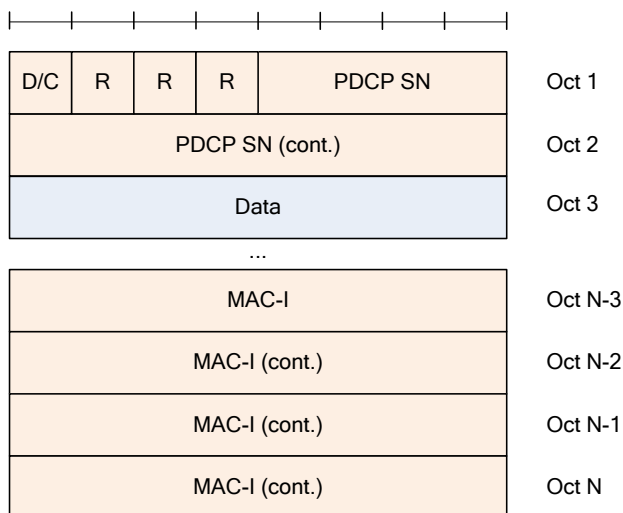 D/C R R R PDCP SN Oct 1
PDCP SN (cont.) Oct 2
Data Oct 3
...
MAC-I Oct N-3
MAC-I (cont.) Oct N-2
MAC-I (cont.) Oct N-1
MAC-I (cont.) Oct N